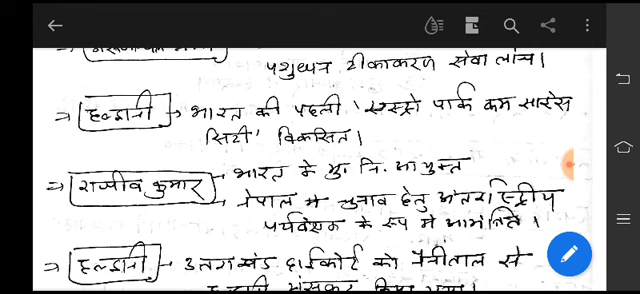 पशुधन टीकाकरण सेवा लांच।
⇒ हल्द्वानी → भारत की पहली 'एस्ट्रो पार्क कम साइंस
सिटी' विकसित।
⇒ राजीव कुमार → भारत के मु. नि. आयुक्त
→ नेपाल में चुनाव हेतु अंतर्राष्ट्रीय
पर्यवेक्षक के रूप में आमंत्रित।
⇒ हल्द्वानी → उत्तराखंड हाईकोर्ट को नैनीताल से